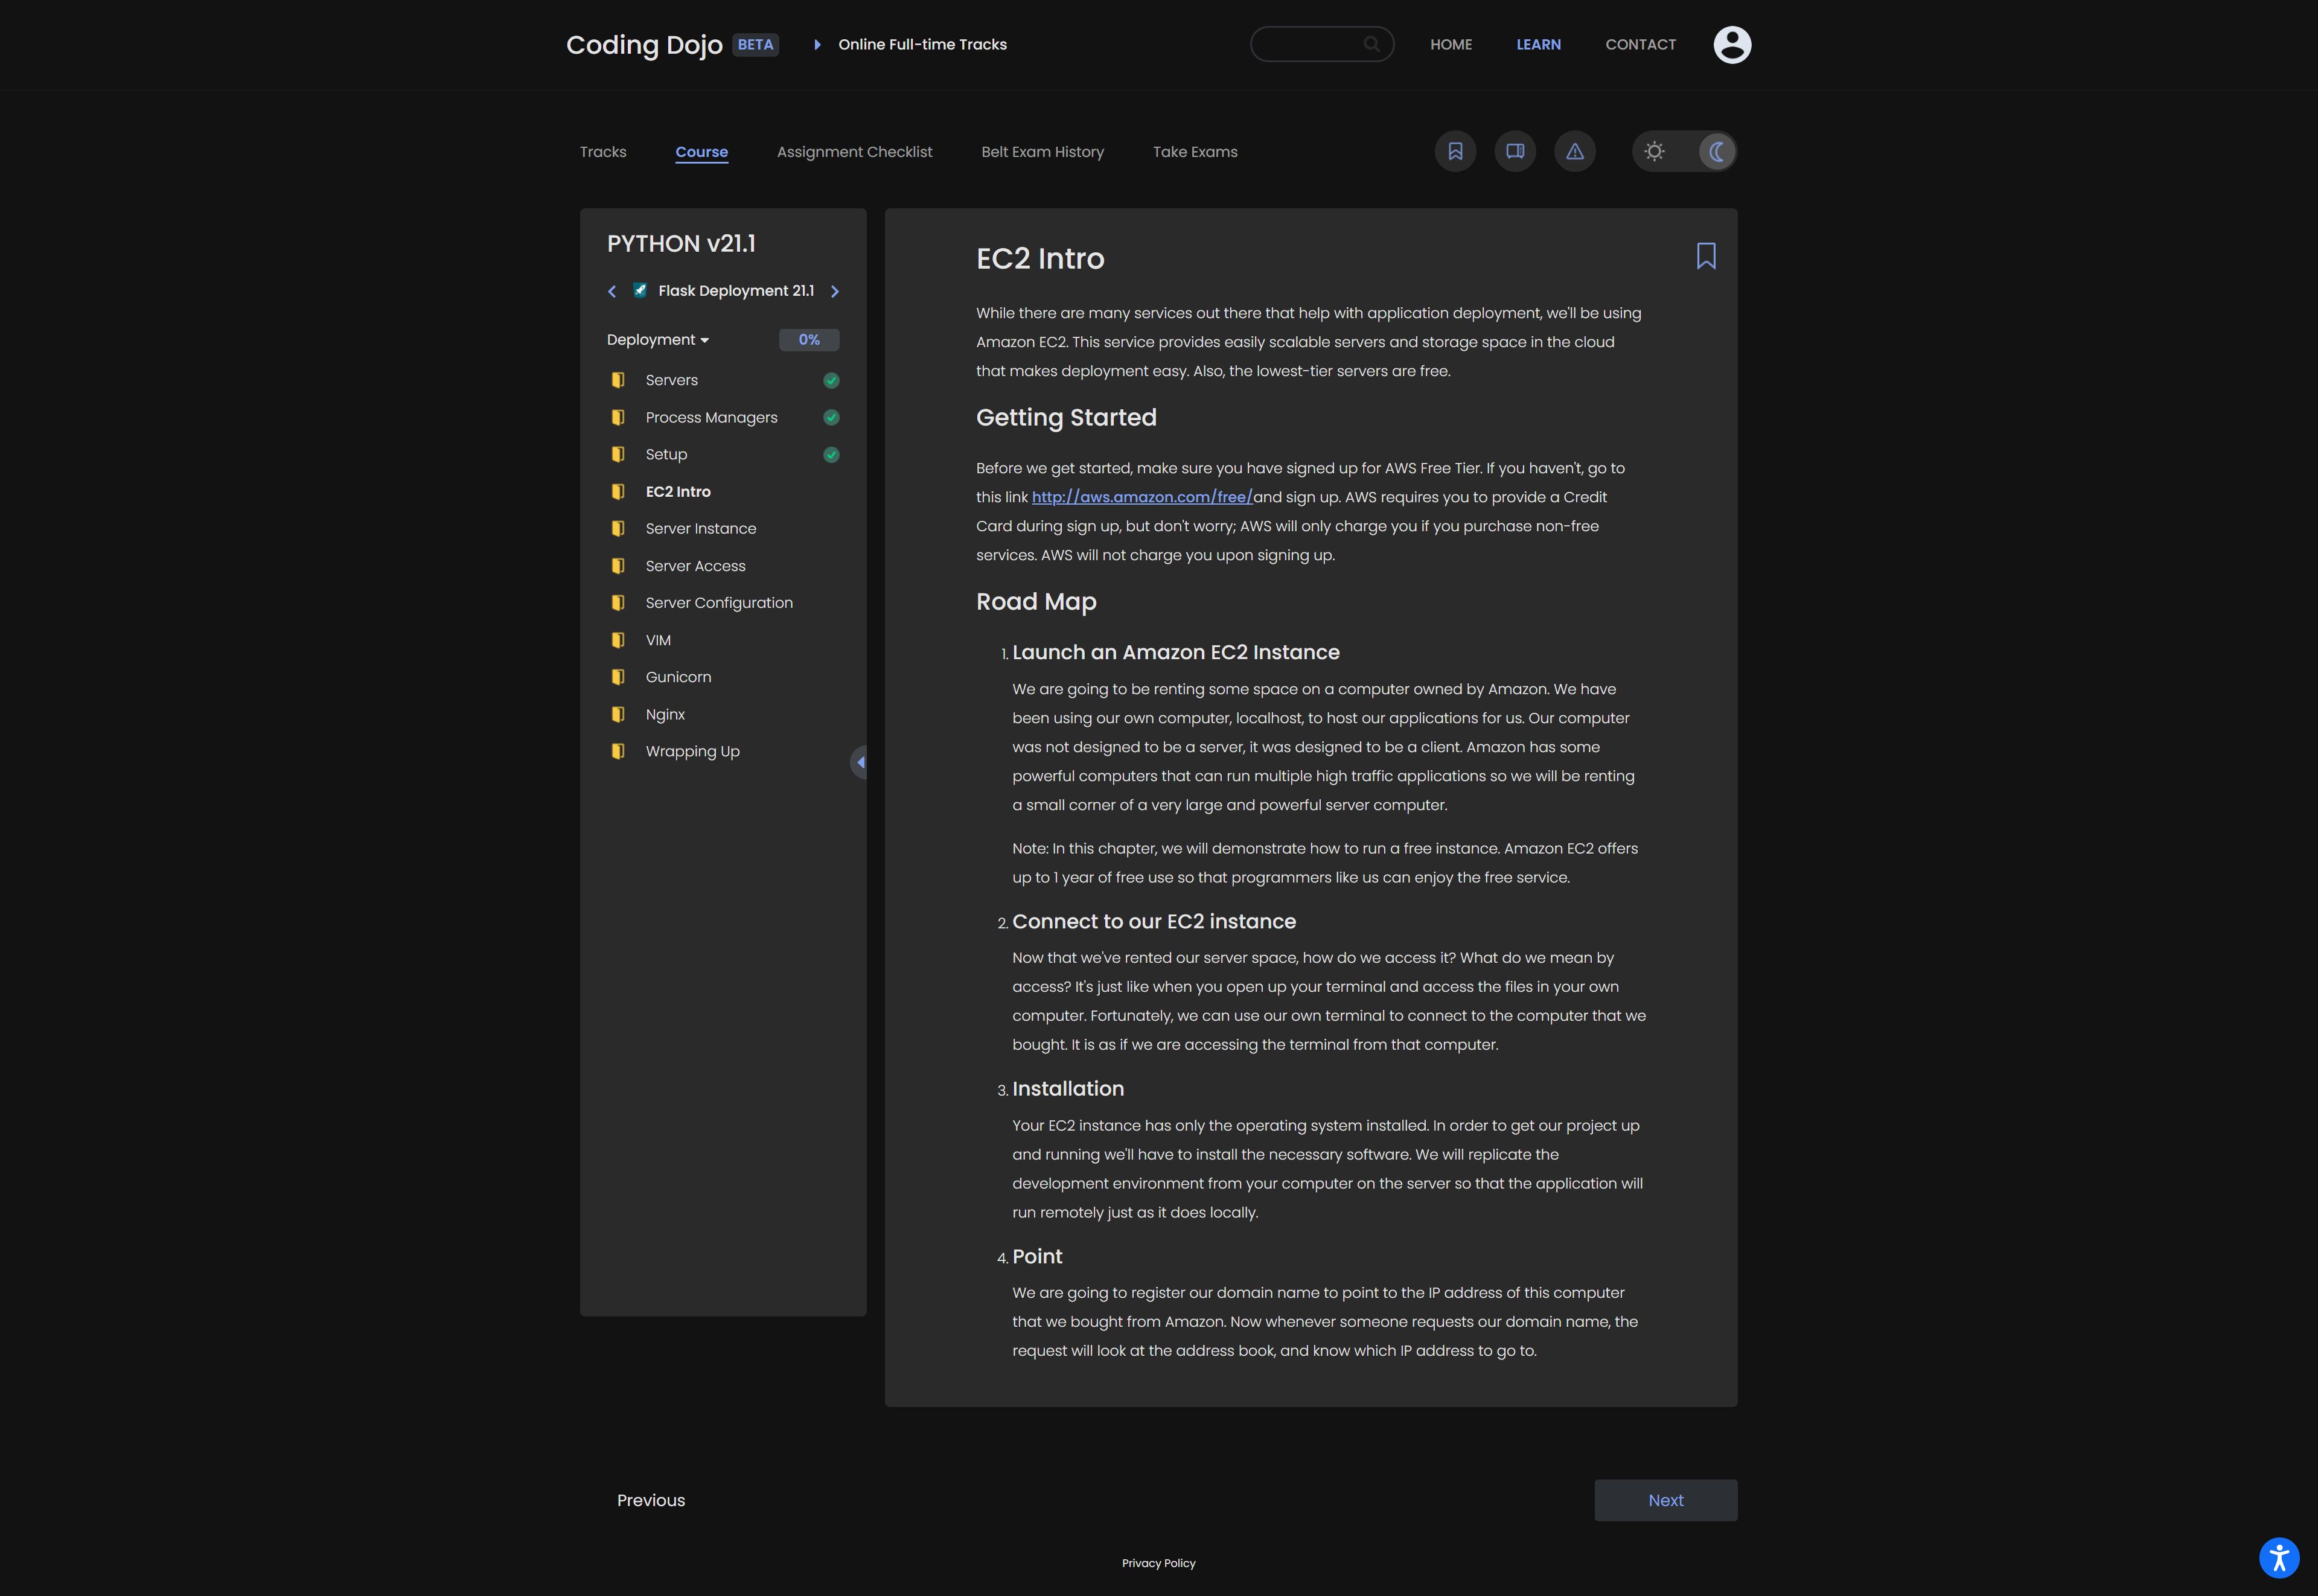 Coding Dojo BETA Online Full-time Tracks HOME LEARN CONTACT
Tracks Course Assignment Checklist Belt Exam History Take Exams
PYTHON v21.1
Flask Deployment 21.1
Deployment 0%
Servers
Process Managers
Setup
EC2 Intro
Server Instance
Server Access
Server Configuration
VIM
Gunicorn
Nginx
Wrapping Up
EC2 Intro
While there are many services out there that help with application deployment, we'll be using
Amazon EC2. This service provides easily scalable servers and storage space in the cloud
that makes deployment easy. Also, the lowest-tier servers are free.
Getting Started
Before we get started, make sure you have signed up for AWS Free Tier. If you haven't, go to
this link http://aws.amazon.com/free/and sign up. AWS requires you to provide a Credit
Card during sign up, but don't worry; AWS will only charge you if you purchase non-free
services. AWS will not charge you upon signing up.
Road Map
1. Launch an Amazon EC2 Instance
We are going to be renting some space on a computer owned by Amazon. We have
been using our own computer, localhost, to host our applications for us. Our computer
was not designed to be a server, it was designed to be a client. Amazon has some
powerful computers that can run multiple high traffic applications so we will be renting
a small corner of a very large and powerful server computer.
Note: In this chapter, we will demonstrate how to run a free instance. Amazon EC2 offers
up to 1 year of free use so that programmers like us can enjoy the free service.
2. Connect to our EC2 instance
Now that we've rented our server space, how do we access it? What do we mean by
access? It's just like when you open up your terminal and access the files in your own
computer. Fortunately, we can use our own terminal to connect to the computer that we
bought. It is as if we are accessing the terminal from that computer.
3. Installation
Your EC2 instance has only the operating system installed. In order to get our project up
and running we'll have to install the necessary software. We will replicate the
development environment from your computer on the server so that the application will
run remotely just as it does locally.
4. Point
We are going to register our domain name to point to the IP address of this computer
that we bought from Amazon. Now whenever someone requests our domain name, the
request will look at the address book, and know which IP address to go to.
Previous Next
Privacy Policy